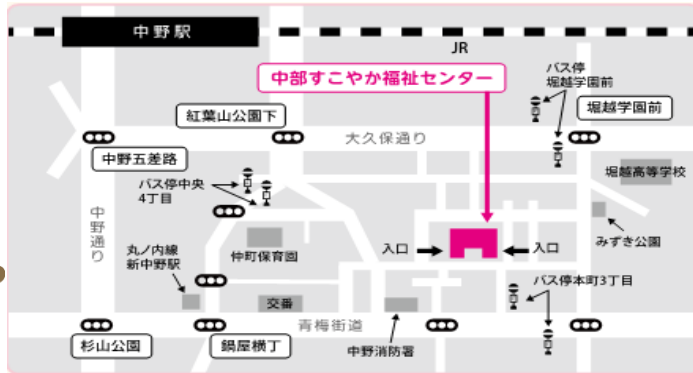 中野駅
JR
中部すこやか福祉センター
バス停
堀越学園前
堀越学園前
紅葉山公園下
大久保通り
中野五差路
堀越高等学校
バス停中央
4丁目
中野通り
みずき公園
入口
入口
仲町保育園
丸ノ内線
新中野駅
バス停本町3丁目
交番
青梅街道
杉山公園
鍋屋横丁
中野消防署